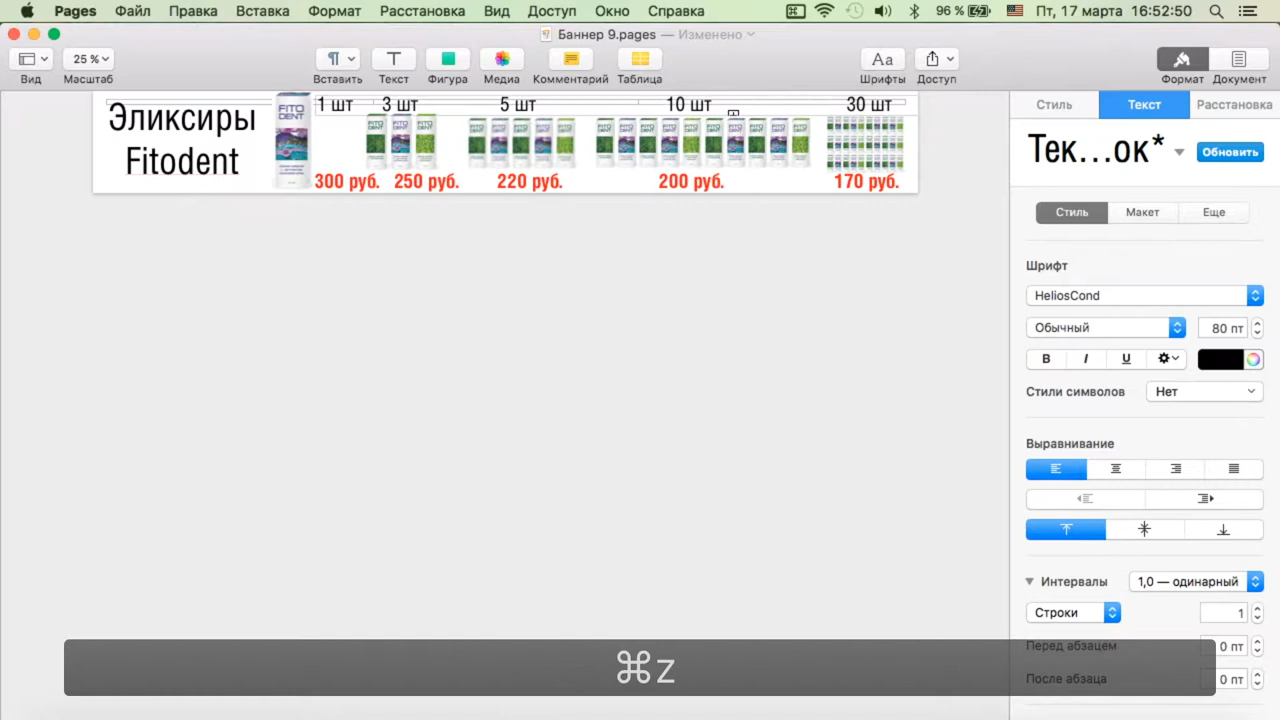 Pages Файл Правка Вставка Формат Расстановка Вид Доступ Окно Справка 96 % Пт, 17 марта 16:52:50
Баннер 9.pages — Изменено
25 %
Вид Масштаб Вставить Текст Фигура Медиа Комментарий Таблица Шрифты Доступ Формат Документ
Эликсиры
Fitodent
FITO
DENT
1 шт 3 шт 5 шт 10 шт 30 шт
300 руб. 250 руб. 220 руб. 200 руб. 170 руб.
Стиль Текст Расстановка
Тек...ок* Обновить
Стиль Макет Еще
Шрифт
HeliosCond
Обычный 80 пт
B I U
Стили символов Нет
Выравнивание
Интервалы 1,0 — одинарный
Строки 1
Перед абзацем 0 пт
После абзаца 0 пт
⌘Z